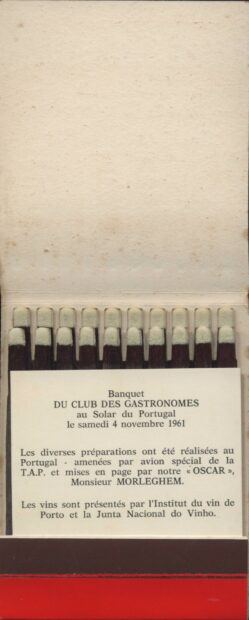 Banquet
DU CLUB DES GASTRONOMES
au Solar du Portugal
le samedi 4 novembre 1961
Les diverses préparations ont été réalisées au
Portugal - amenées par avion spécial de la
T.A.P. et mises en page par notre « OSCAR »,
Monsieur MORLEGHEM.
Les vins sont présentés par l'Institut du vin de
Porto et la Junta Nacional do Vinho.